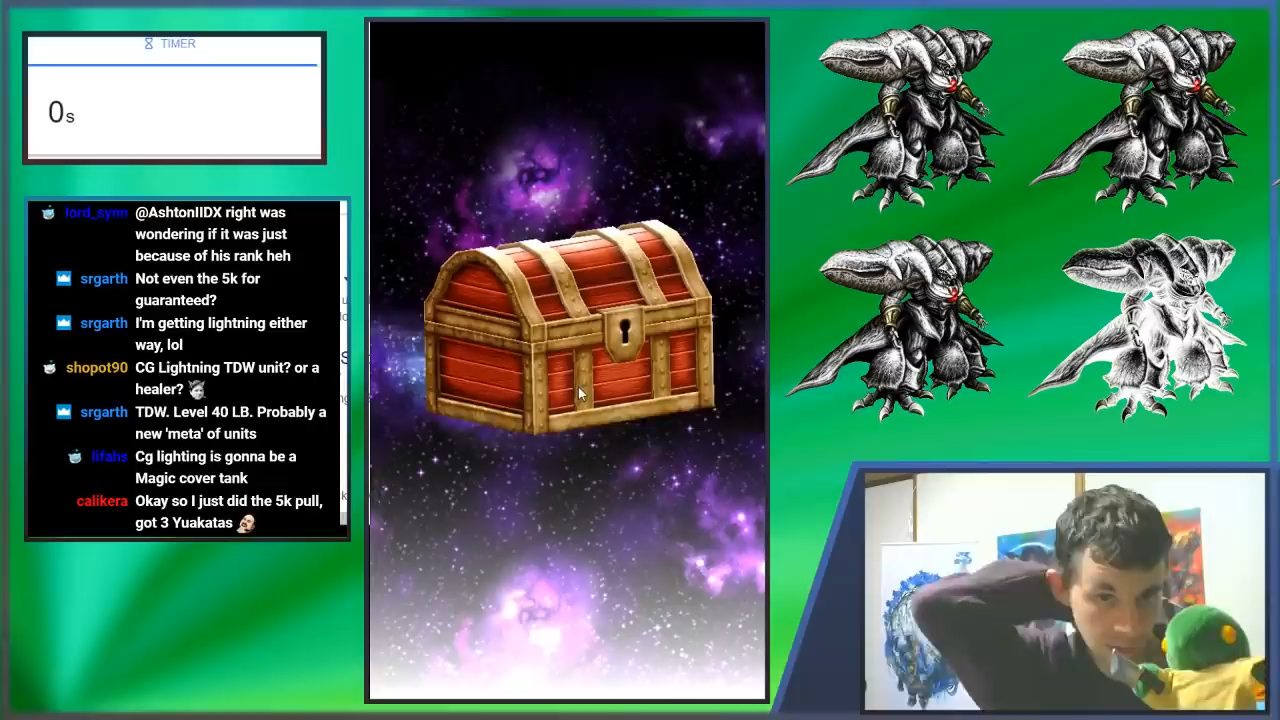 TIMER
0s
lord_synn @AshtonIIDX right was
wondering if it was just
because of his rank heh
srgarth Not even the 5k for
guaranteed?
srgarth I'm getting lightning either
way, lol
shopot90 CG Lightning TDW unit? or a
healer?
srgarth TDW. Level 40 LB. Probably a
new 'meta' of units
lifahs Cg lighting is gonna be a
Magic cover tank
calikera Okay so I just did the 5k pull,
got 3 Yuakatas